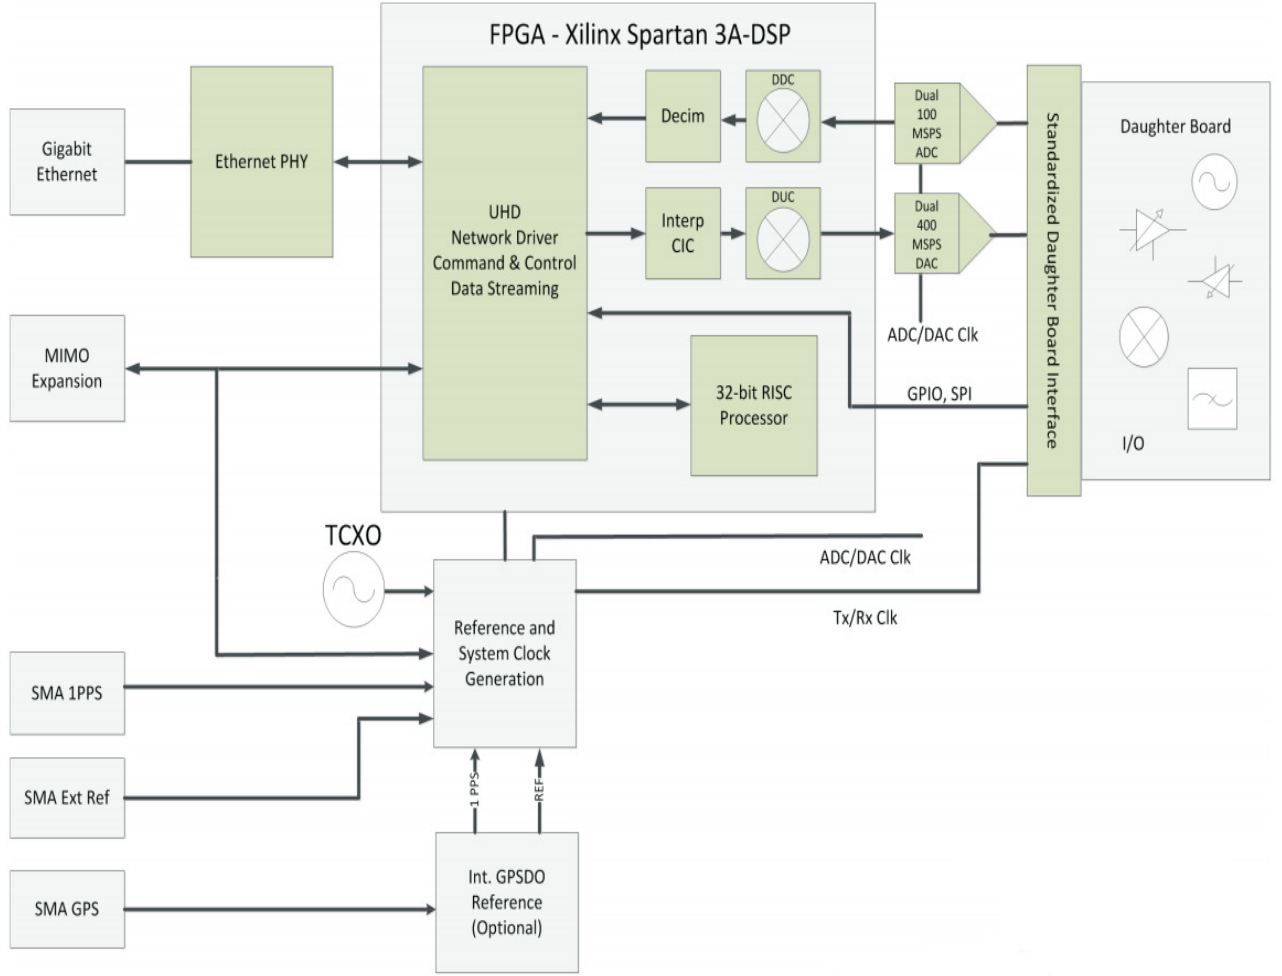 FPGA - Xilinx Spartan 3A-DSP
Gigabit
Ethernet
Ethernet PHY
UHD
Network Driver
Command & Control
Data Streaming
Decim
DDC
Dual
100
MSPS
ADC
Interp
CIC
DUC
Dual
400
MSPS
DAC
ADC/DAC Clk
Standardized Daughter Board Interface
Daughter Board
I/O
MIMO
Expansion
32-bit RISC
Processor
GPIO, SPI
TCXO
ADC/DAC Clk
Tx/Rx Clk
Reference and
System Clock
Generation
SMA 1PPS
SMA Ext Ref
1 PPS
REF
SMA GPS
Int. GPSDO
Reference
(Optional)